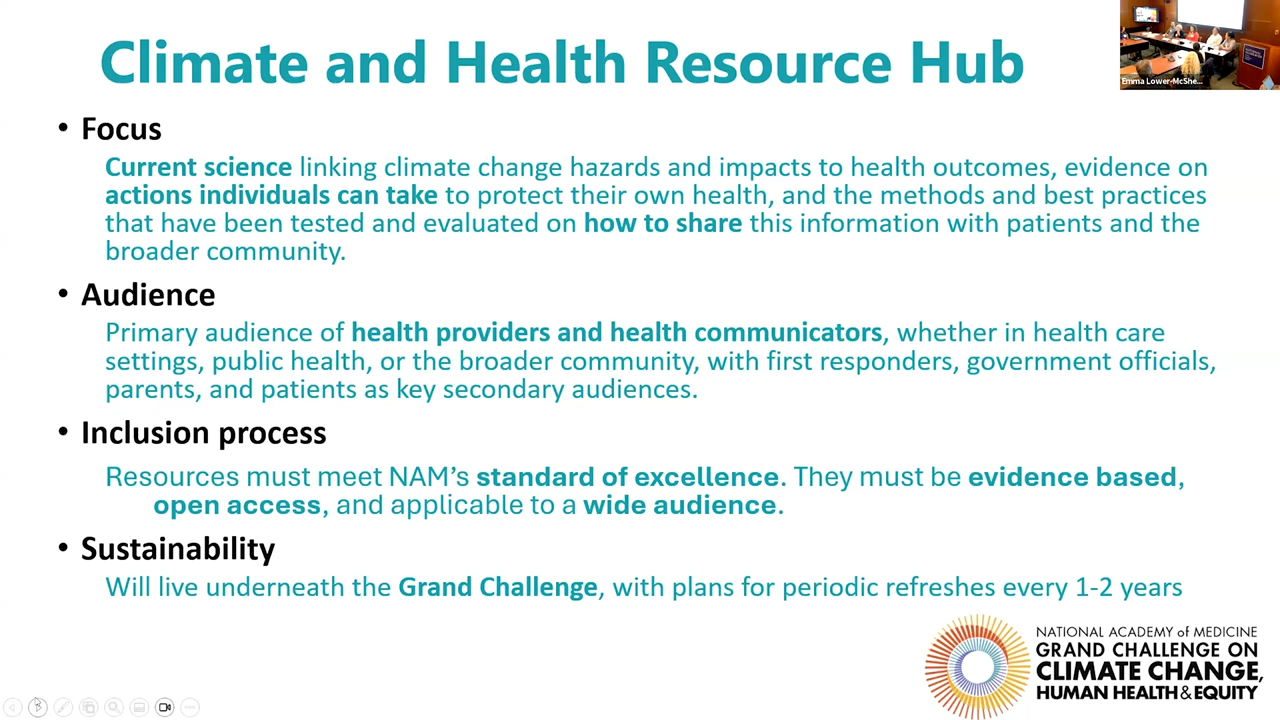 Climate and Health Resource Hub
Emma Lower-McShe...
• Focus
Current science linking climate change hazards and impacts to health outcomes, evidence on
actions individuals can take to protect their own health, and the methods and best practices
that have been tested and evaluated on how to share this information with patients and the
broader community.
• Audience
Primary audience of health providers and health communicators, whether in health care
settings, public health, or the broader community, with first responders, government officials,
parents, and patients as key secondary audiences.
• Inclusion process
Resources must meet NAM’s standard of excellence. They must be evidence based,
open access, and applicable to a wide audience.
• Sustainability
Will live underneath the Grand Challenge, with plans for periodic refreshes every 1-2 years
NATIONAL ACADEMY of MEDICINE
GRAND CHALLENGE ON
CLIMATE CHANGE,
HUMAN HEALTH & EQUITY